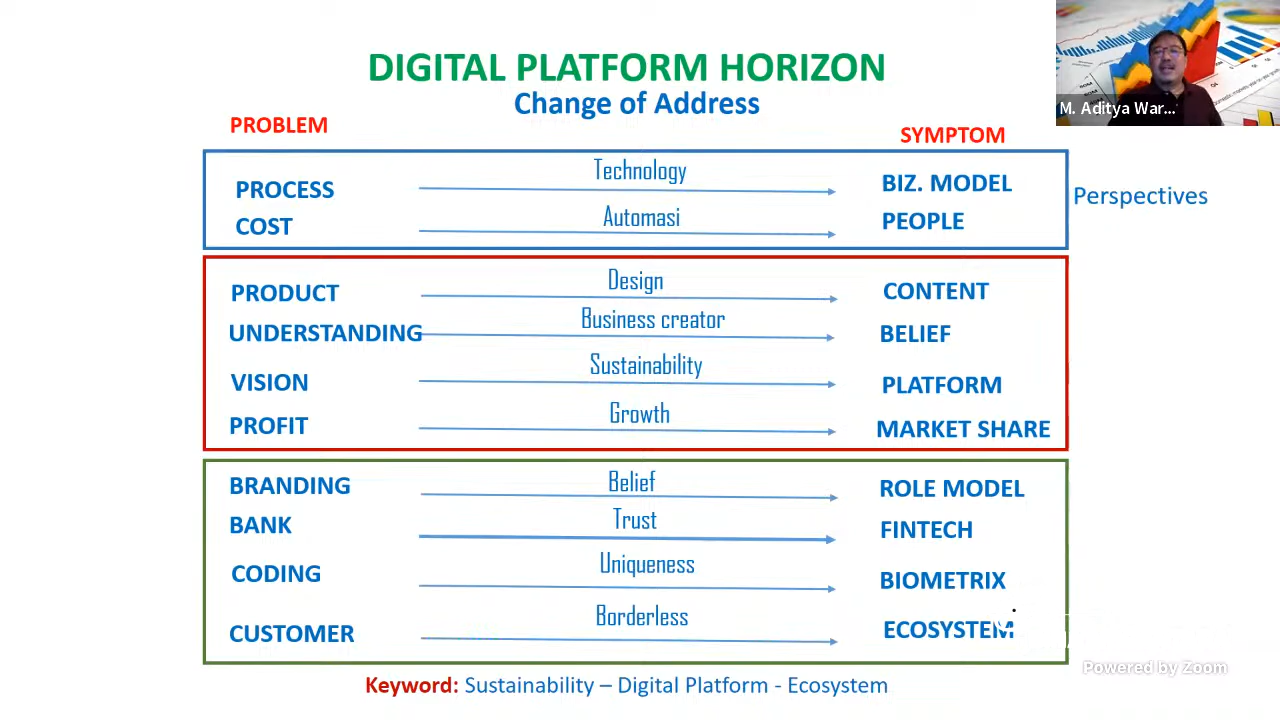 DIGITAL PLATFORM HORIZON
Change of Address
M. Aditya War...
PROBLEM
SYMPTOM
PROCESS Technology BIZ. MODEL
Perspectives
COST Automasi PEOPLE
PRODUCT Design CONTENT
UNDERSTANDING Business creator BELIEF
VISION Sustainability PLATFORM
PROFIT Growth MARKET SHARE
BRANDING Belief ROLE MODEL
BANK Trust FINTECH
CODING Uniqueness BIOMETRIX
CUSTOMER Borderless ECOSYSTEM
Powered by Zoom
Keyword: Sustainability – Digital Platform - Ecosystem